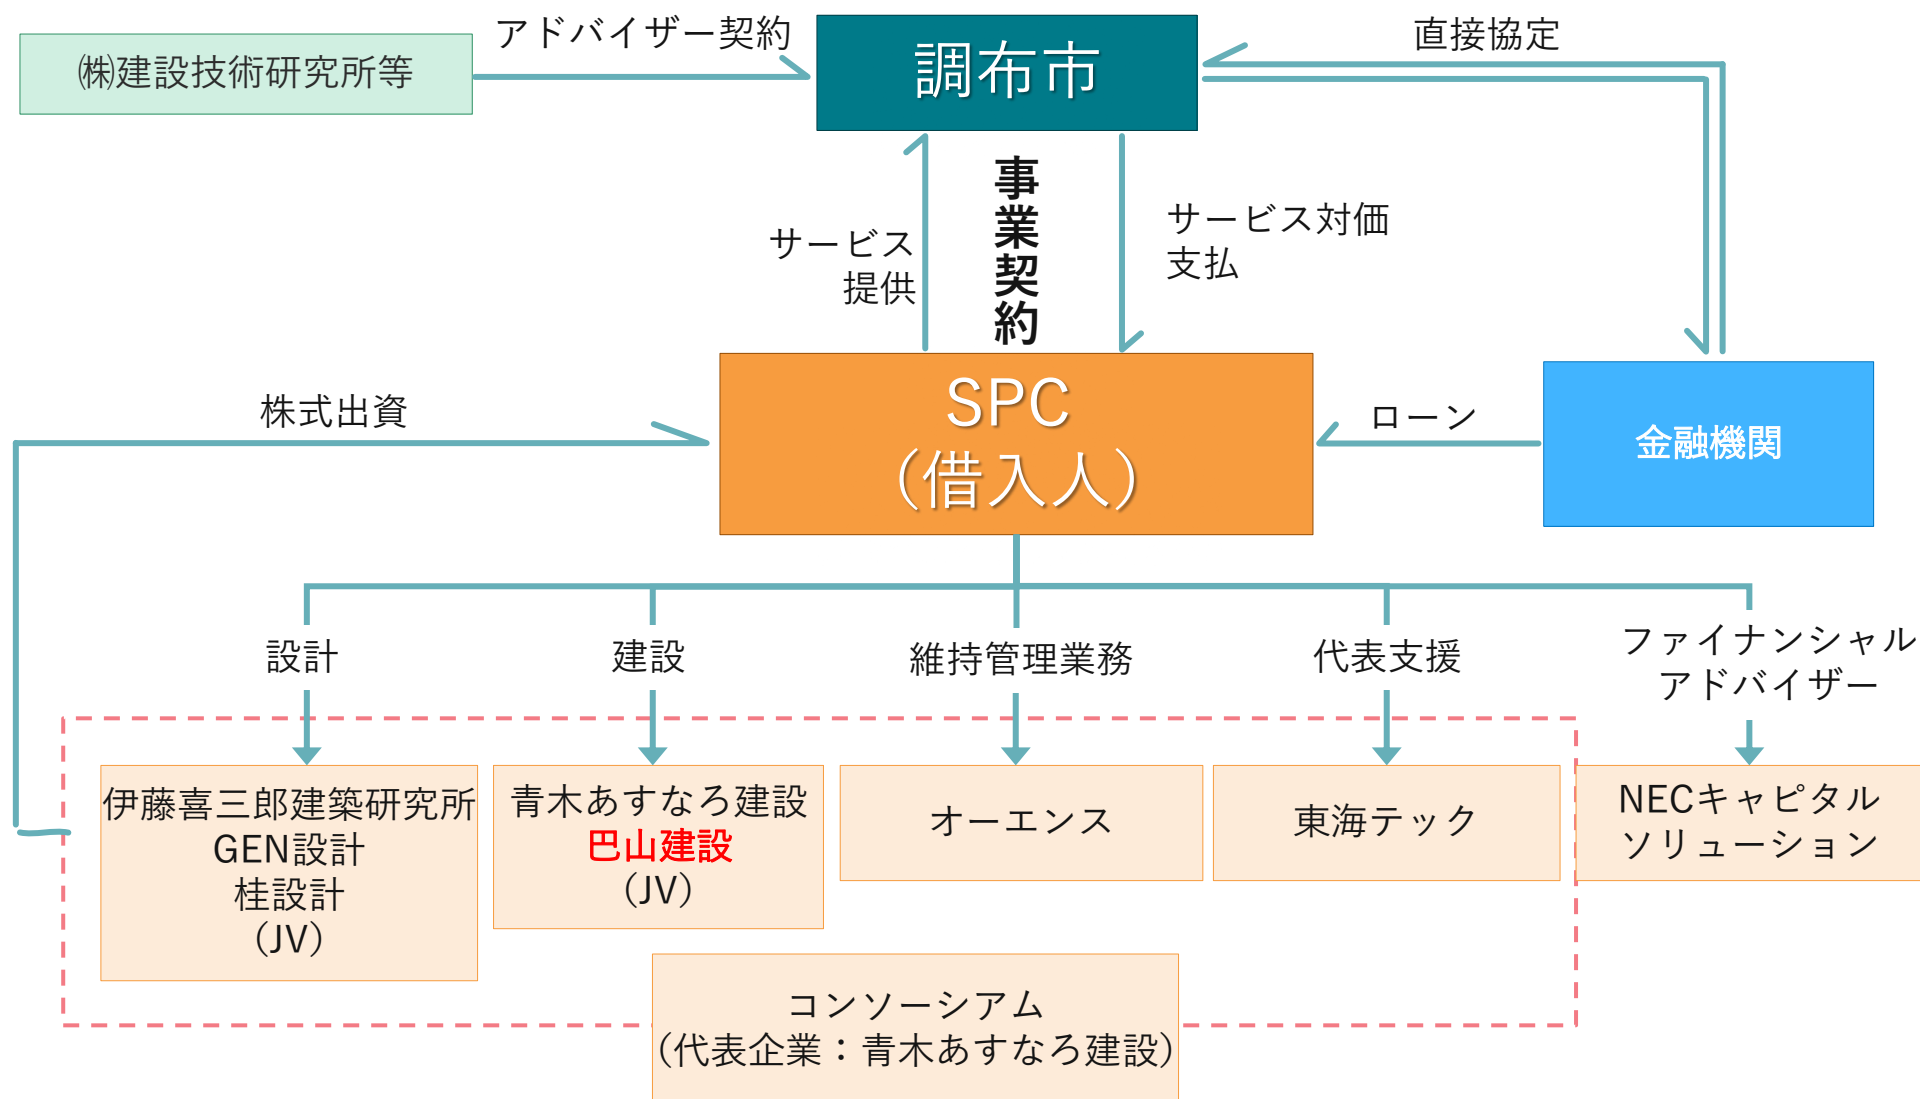 ㈱建設技術研究所等
アドバイザー契約
調布市
直接協定
事業契約
サービス
提供
サービス対価
支払
株式出資
SPC
（借入人）
ローン
金融機関
設計
建設
維持管理業務
代表支援
ファイナンシャル
アドバイザー
伊藤喜三郎建築研究所
GEN設計
桂設計
（JV）
青木あすなろ建設
巴山建設
（JV）
オーエンス
東海テック
NECキャピタル
ソリューション
コンソーシアム
（代表企業：青木あすなろ建設）